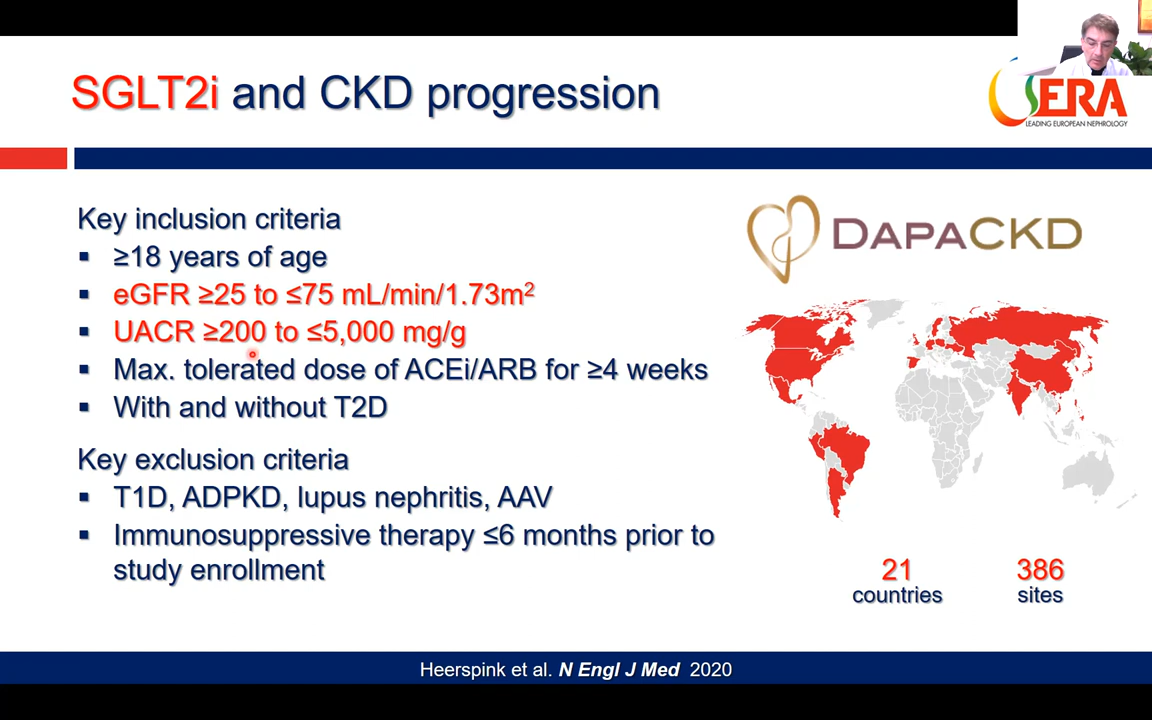 SGLT2i and CKD progression
SERA
LEADING EUROPEAN NEPHROLOGY
Key inclusion criteria
▪ ≥18 years of age
▪ eGFR ≥25 to ≤75 mL/min/1.73m²
▪ UACR ≥200 to ≤5,000 mg/g
▪ Max. tolerated dose of ACEi/ARB for ≥4 weeks
▪ With and without T2D
Key exclusion criteria
▪ T1D, ADPKD, lupus nephritis, AAV
▪ Immunosuppressive therapy ≤6 months prior to
study enrollment
DAPACKD
21
countries
386
sites
Heerspink et al. N Engl J Med 2020